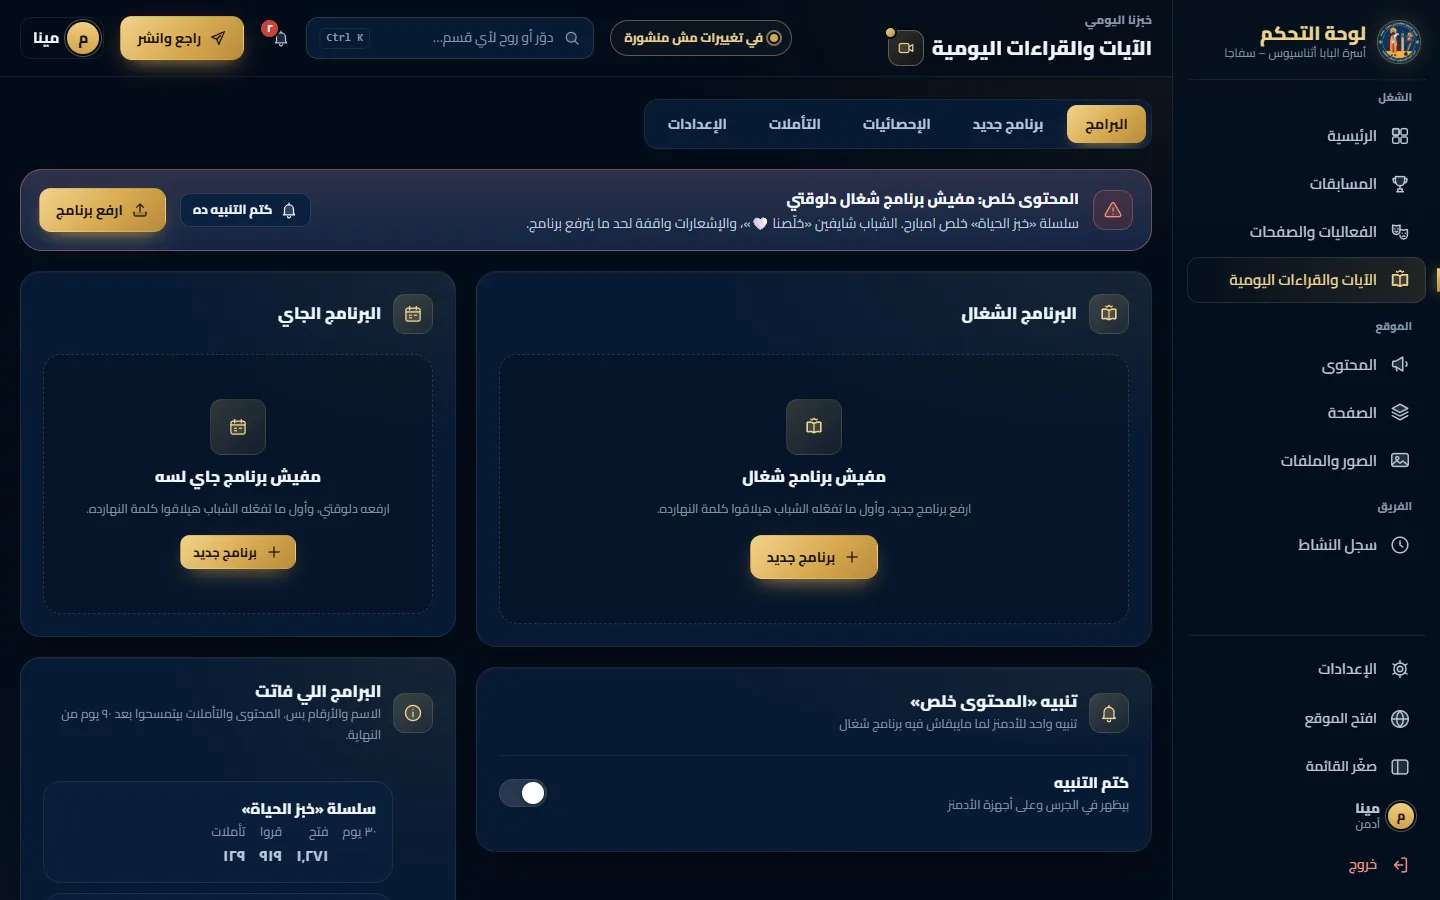 لوحة التحكم
أسرة البابا أثناسيوس – سفاجا
الشغل
الرئيسية
المسابقات
الفعاليات والصفحات
الآيات والقراءات اليومية
الموقع
المحتوى
الصفحة
الصور والملفات
الفريق
سجل النشاط
الإعدادات
افتح الموقع
صغّر القائمة
م
مينا
أدمن
خروج
خبزنا اليومي
الآيات والقراءات اليومية
في تغييرات مش منشورة
دوّر أو روح لأي قسم...
Ctrl K
٢
راجع وانشر
م
مينا
البرامج
برنامج جديد
الإحصائيات
التأملات
الإعدادات
المحتوى خلص: مفيش برنامج شغال دلوقتي
سلسلة «خبز الحياة» خلص امبارح. الشباب شايفين «خلّصنا 🤍»، والإشعارات واقفة لحد ما يترفع برنامج.
كتم التنبيه ده
ارفع برنامج
البرنامج الشغال
مفيش برنامج شغال
ارفع برنامج جديد، وأول ما تفعّله الشباب هيلاقوا كلمة النهارده.
برنامج جديد
البرنامج الجاي
مفيش برنامج جاي لسه
ارفعه دلوقتي، وأول ما تفعّله الشباب هيلاقوا كلمة النهارده.
برنامج جديد
تنبيه «المحتوى خلص»
تنبيه واحد للأدمنز لما مايبقاش فيه برنامج شغال
كتم التنبيه
بيظهر في الجرس وعلى أجهزة الأدمنز
البرامج اللي فاتت
الاسم والأرقام بس. المحتوى والتأملات بيتمسحوا بعد ٩٠ يوم من
النهاية.
سلسلة «خبز الحياة»
٣٠ يوم فتح قروا تأملات
١٬٢٧١ ٩١٩ ١٢٩